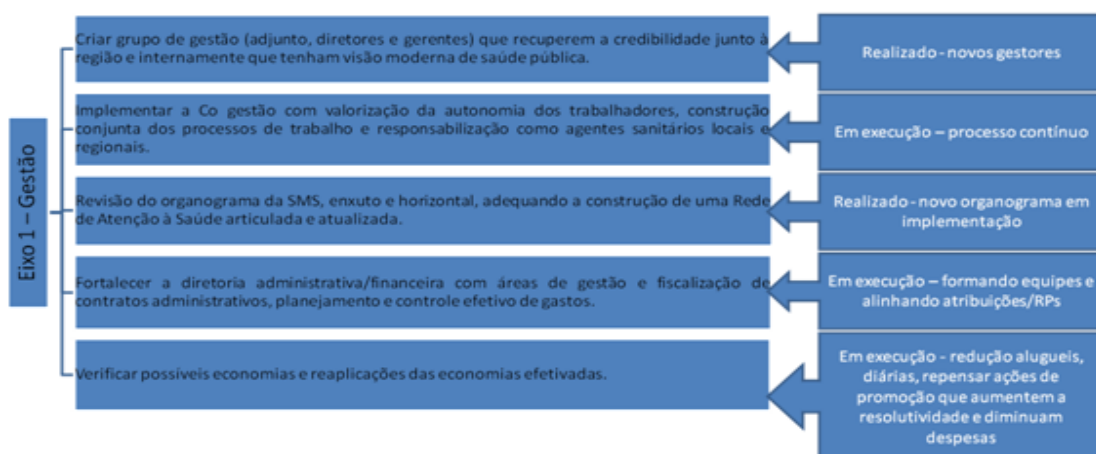 Eixo 1 – Gestão
Criar grupo de gestão (adjunto, diretores e gerentes) que recuperem a credibilidade junto à
região e internamente que tenham visão moderna de saúde pública.
Realizado - novos gestores
Implementar a Co gestão com valorização da autonomia dos trabalhadores, construção
conjunta dos processos de trabalho e responsabilização como agentes sanitários locais e
regionais.
Em execução – processo contínuo
Revisão do organograma da SMS, enxuto e horizontal, adequando a construção de uma Rede
de Atenção à Saúde articulada e atualizada.
Realizado - novo organograma em
implementação
Fortalecer a diretoria administrativa/financeira com áreas de gestão e fiscalização de
contratos administrativos, planejamento e controle efetivo de gastos.
Em execução – formando equipes e
alinhando atribuições/RPs
Verificar possíveis economias e reaplicações das economias efetivadas.
Em execução - redução alugueis,
diárias, repensar ações de
promoção que aumentem a
resolutividade e diminuam
despesas